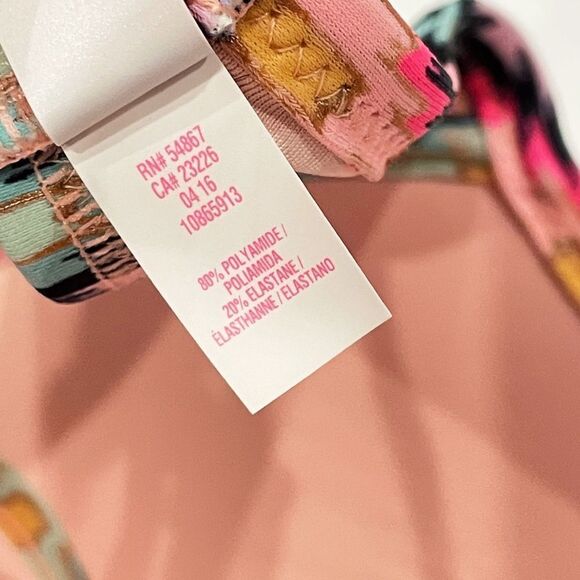 RN# 54867
CA# 23226
04 16
10865913
80% POLYAMIDE /
POLIAMIDA
20% ELASTANE /
ÉLASTHANNE / ELASTANO